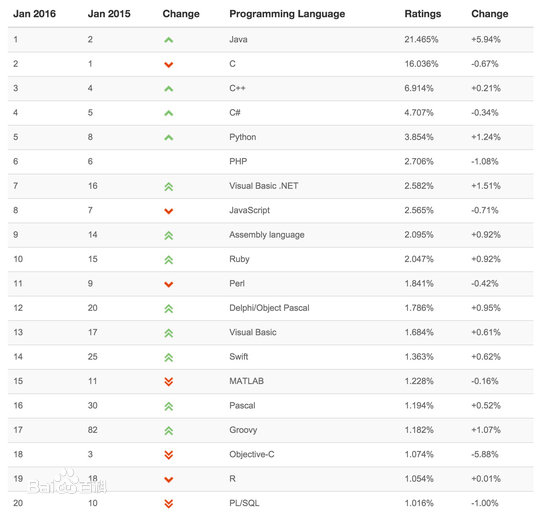 Jan 2016 Jan 2015 Change Programming Language Ratings Change
1 2 Java 21.465% +5.94%
2 1 C 16.036% -0.67%
3 4 C++ 6.914% +0.21%
4 5 C# 4.707% -0.34%
5 8 Python 3.854% +1.24%
6 6 PHP 2.706% -1.08%
7 16 Visual Basic .NET 2.582% +1.51%
8 7 JavaScript 2.565% -0.71%
9 14 Assembly language 2.095% +0.92%
10 15 Ruby 2.047% +0.92%
11 9 Perl 1.841% -0.42%
12 20 Delphi/Object Pascal 1.786% +0.95%
13 17 Visual Basic 1.684% +0.61%
14 25 Swift 1.363% +0.62%
15 11 MATLAB 1.228% -0.16%
16 30 Pascal 1.194% +0.52%
17 82 Groovy 1.182% +1.07%
18 3 Objective-C 1.074% -5.88%
19 18 R 1.054% +0.01%
Bai百科
20 10 PL/SQL 1.016% -1.00%